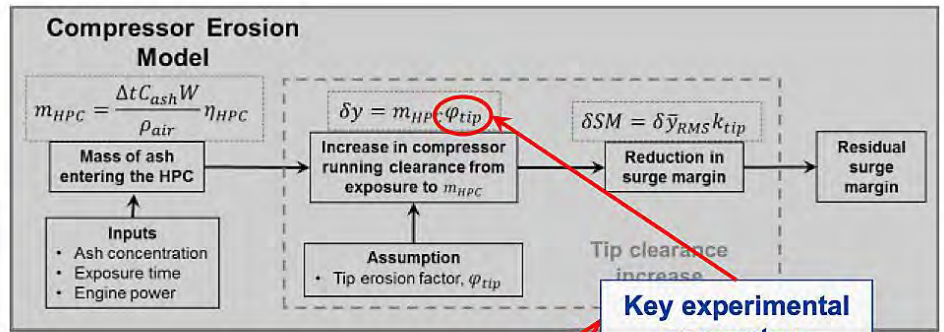 Compressor Erosion
Model
m_HPC = Δt C_ash W / ρ_air η_HPC
δy = m_HPC φ_tip
δSM = δȳ_RMS k_tip
Mass of ash
entering the HPC
Increase in compressor
running clearance from
exposure to m_HPC
Reduction in
surge margin
Residual
surge
margin
Inputs
• Ash concentration
• Exposure time
• Engine power
Assumption
• Tip erosion factor, φ_tip
Tip clearance
increase
Key experimental